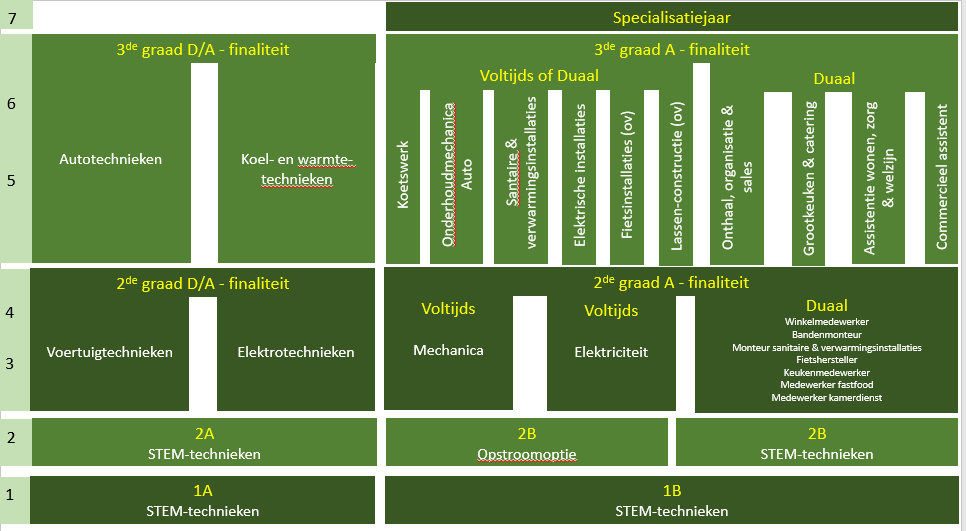 7
Specialisatiejaar
3de graad D/A - finaliteit
3de graad A - finaliteit
Voltijds of Duaal
Duaal
6
5
Autotechnieken
Koel- en warmte-
technieken
Koetswerk
Onderhoudmechanica
Auto
Santaire &
verwarmingsinstallaties
Elektrische installaties
Fietsinstallaties (ov)
Lassen-constructie (ov)
Onthaal, organisatie &
sales
Grootkeuken & catering
Assistentie wonen, zorg
& welzijn
Commercieel assistent
2de graad D/A - finaliteit
2de graad A - finaliteit
4
3
Voertuigtechnieken
Elektrotechnieken
Voltijds
Mechanica
Voltijds
Elektriciteit
Duaal
Winkelmedewerker
Bandenmonteur
Monteur sanitaire & verwarmingsinstallaties
Fietshersteller
Keukenmedewerker
Medewerker fastfood
Medewerker kamerdienst
2
2A
STEM-technieken
2B
Opstroomoptie
2B
STEM-technieken
1
1A
STEM-technieken
1B
STEM-technieken